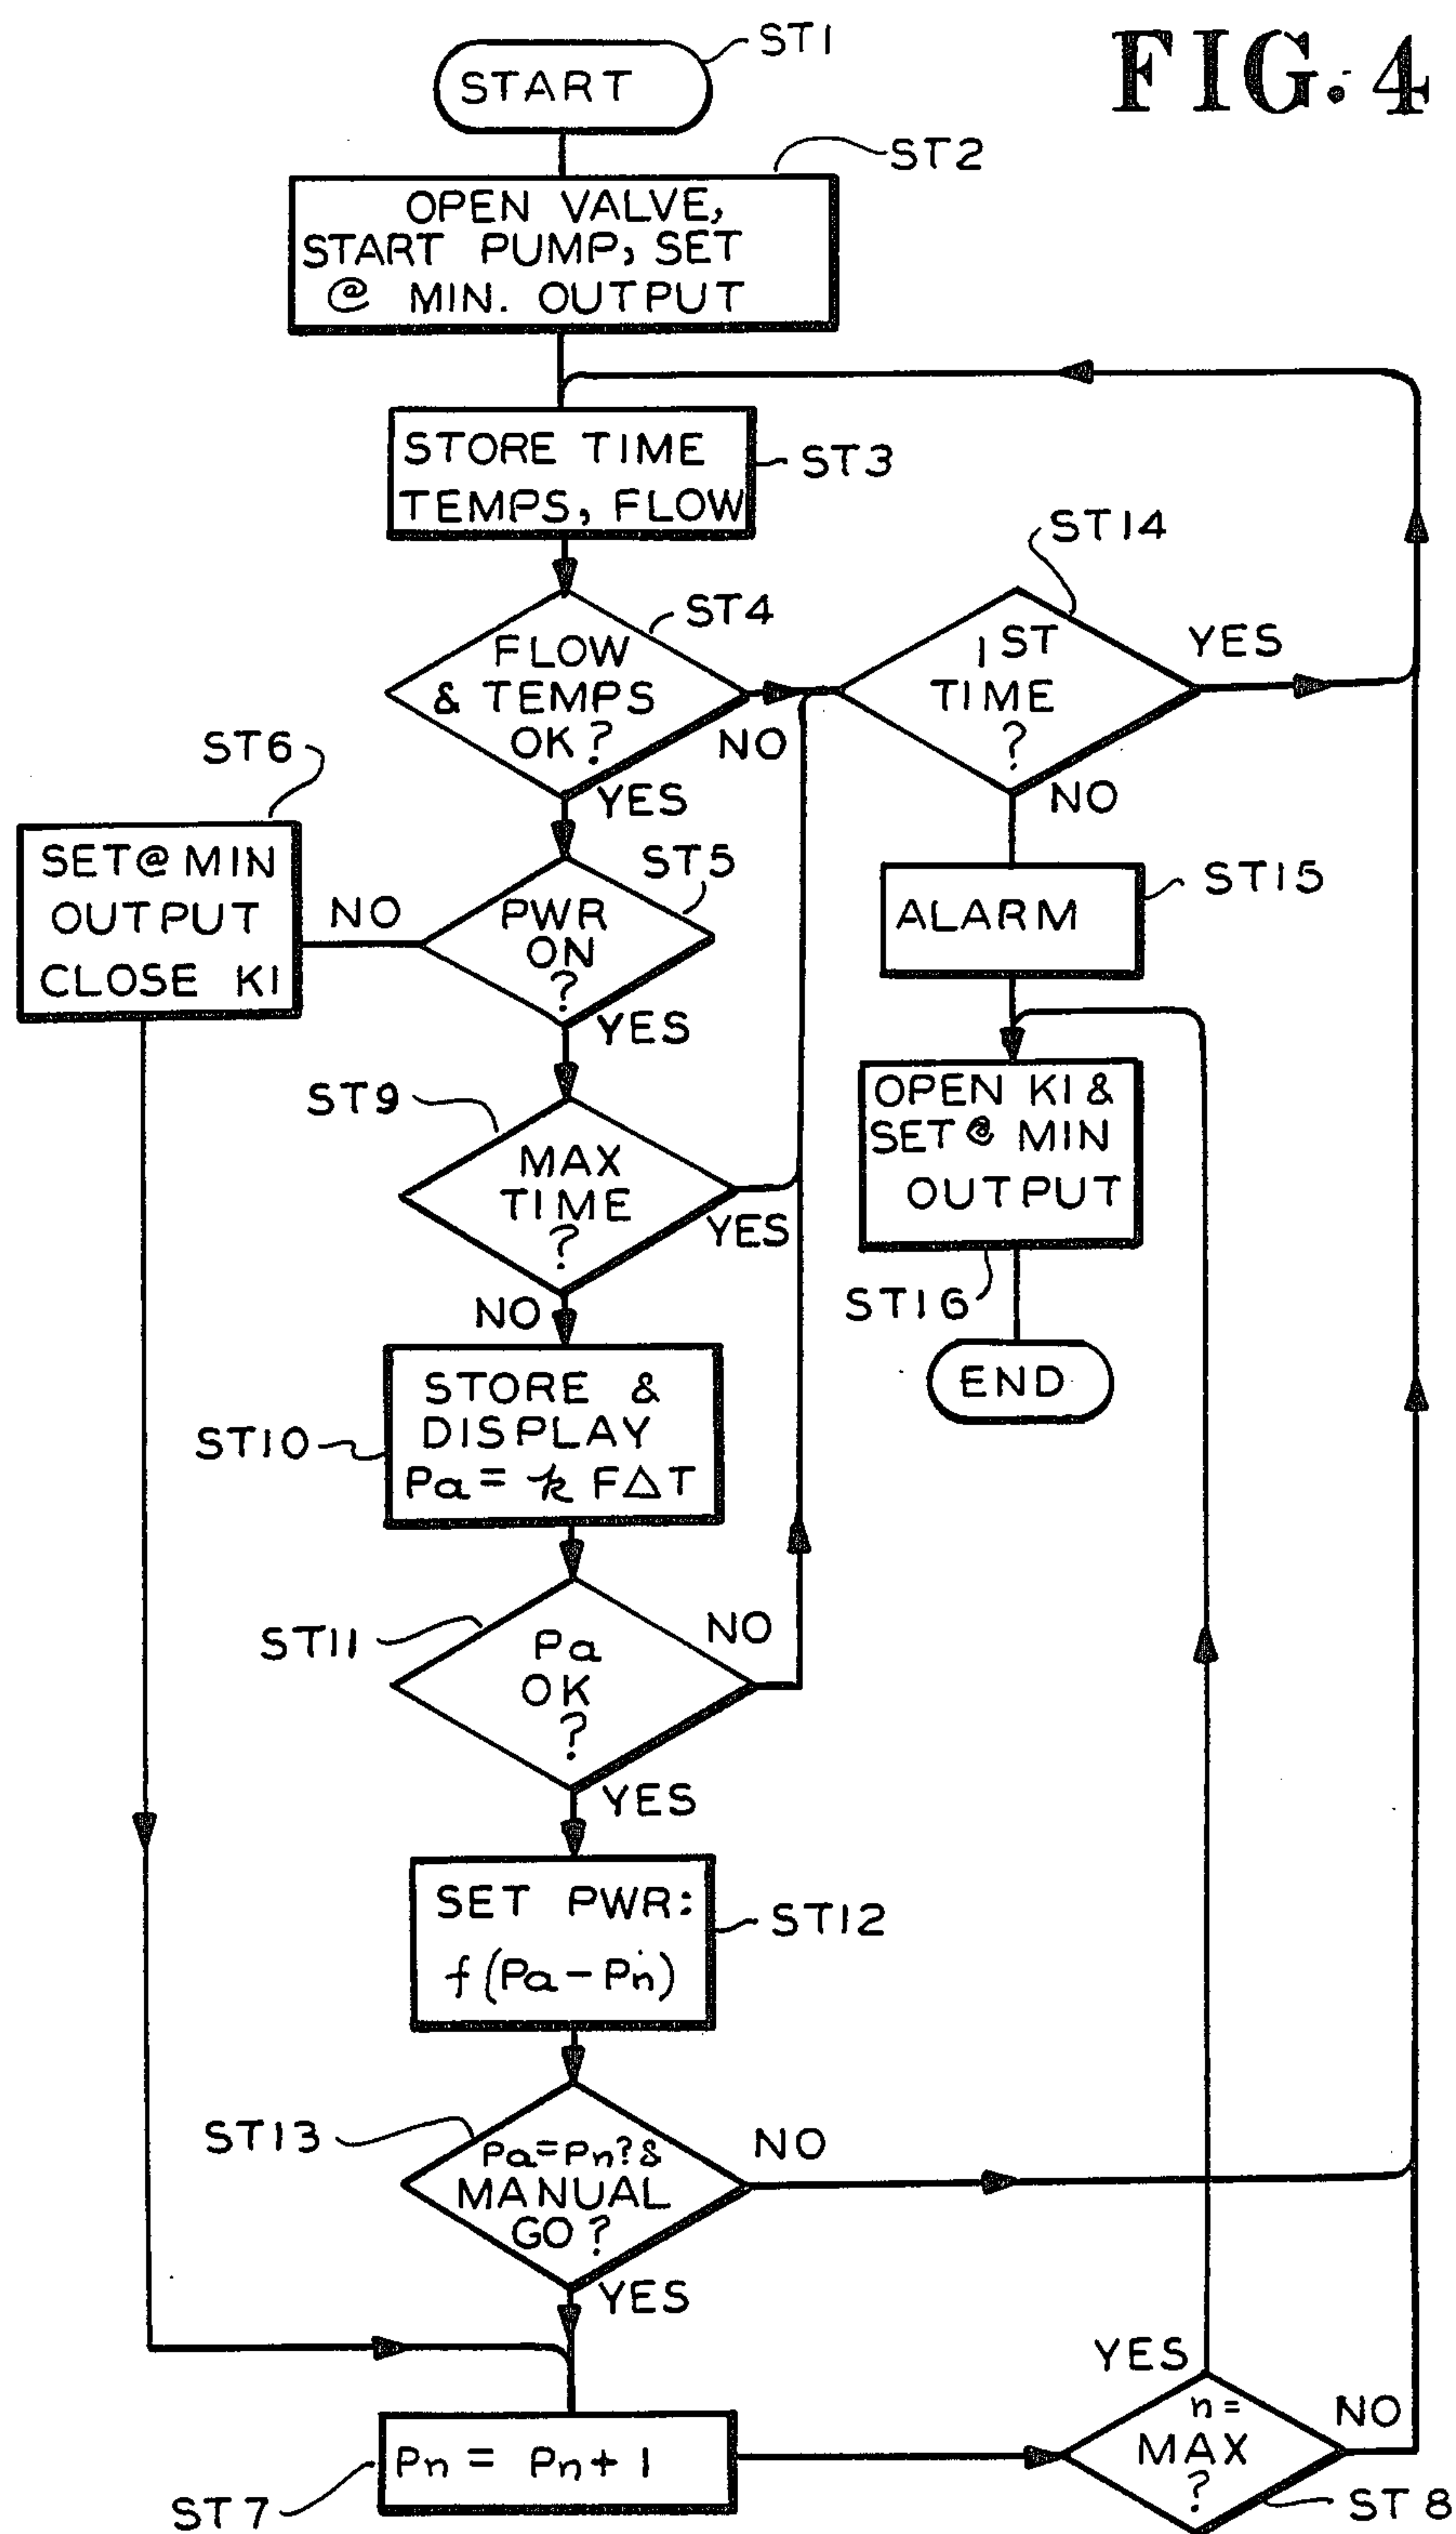 FIG. 4
ST1
START
ST2
OPEN VALVE,
START PUMP, SET
@ MIN. OUTPUT
STORE TIME
TEMPS, FLOW
ST3
ST14
ST4
FLOW
& TEMPS
OK?
NO
YES
1ST
TIME
?
YES
NO
ST6
SET @ MIN
OUTPUT
CLOSE K1
NO
ST5
PWR
ON
?
YES
ALARM
ST15
ST9
MAX
TIME
?
YES
NO
OPEN K1 &
SET @ MIN
OUTPUT
ST16
END
ST10
STORE &
DISPLAY
Pa = k F∆T
ST11
Pa
OK
?
NO
YES
SET PWR:
f(Pa - Pn)
ST12
ST13
Pa=Pn? &
MANUAL
GO?
NO
YES
Pn = Pn + 1
ST7
YES
n =
MAX
?
NO
ST8